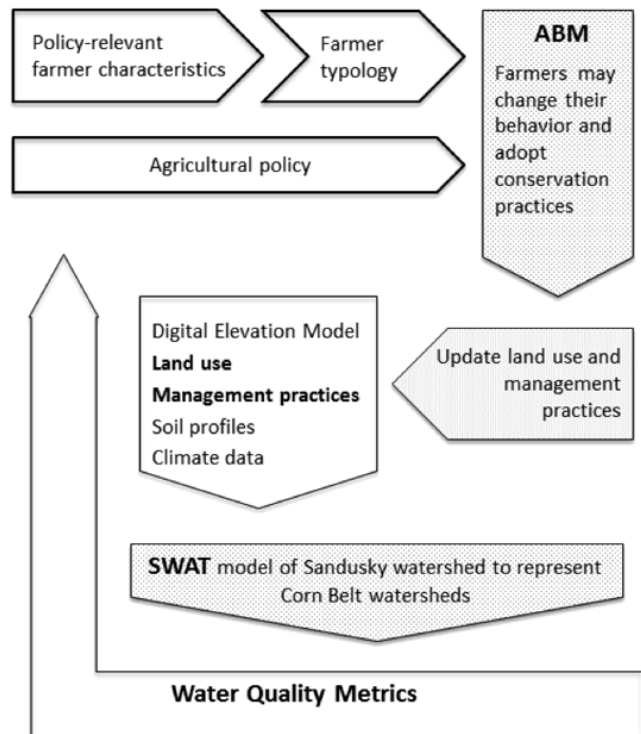 Policy-relevant
farmer characteristics
Farmer
typology
ABM
Farmers may
change their
behavior and
adopt
conservation
practices
Agricultural policy
Digital Elevation Model
Land use
Management practices
Soil profiles
Climate data
Update land use and
management
practices
SWAT model of Sandusky watershed to represent
Corn Belt watersheds
Water Quality Metrics